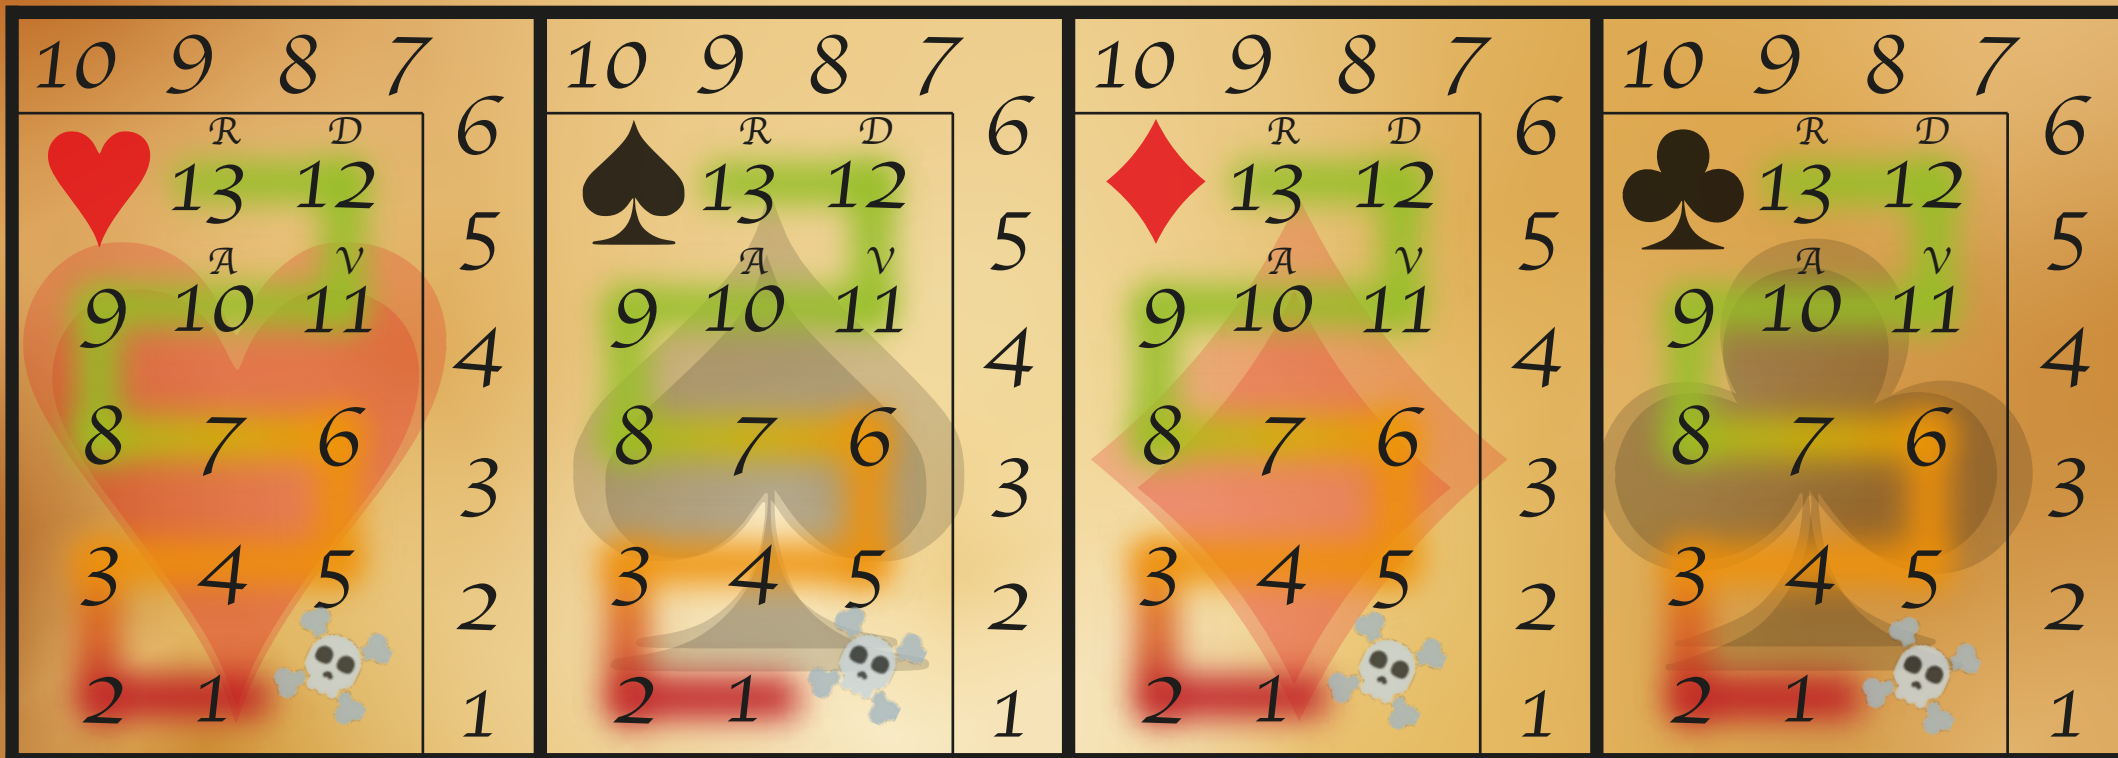 10 9 8 7 10 9 8 7 10 9 8 7 10 9 8 7
6 6 6 6
R D R D R D R D
13 12 13 12 13 12 13 12
5 5 5 5
A V A V A V A V
9 10 11 9 10 11 9 10 11 9 10 11
4 4 4 4
8 7 6 8 7 6 8 7 6 8 7 6
3 3 3 3
3 4 5 3 4 5 3 4 5 3 4 5
2 2 2 2
2 1 2 1 2 1 2 1
1 1 1 1